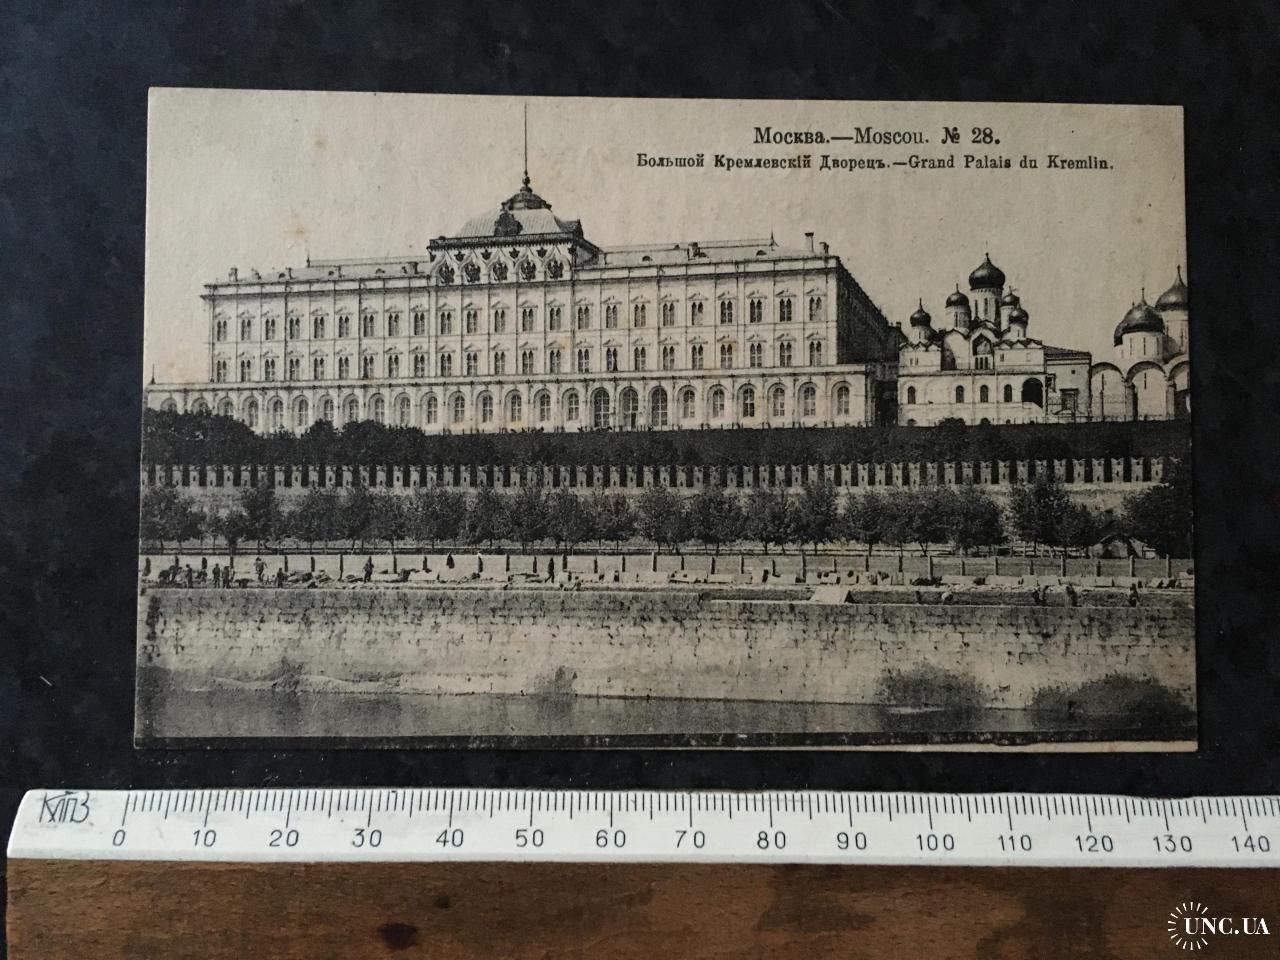 Москва.—Moscou. № 28.
Большой Кремлевскій Дворецъ.—Grand Palais du Kremlin.
КПЗ
0 10 20 30 40 50 60 70 80 90 100 110 120 130 140
UNC.UA